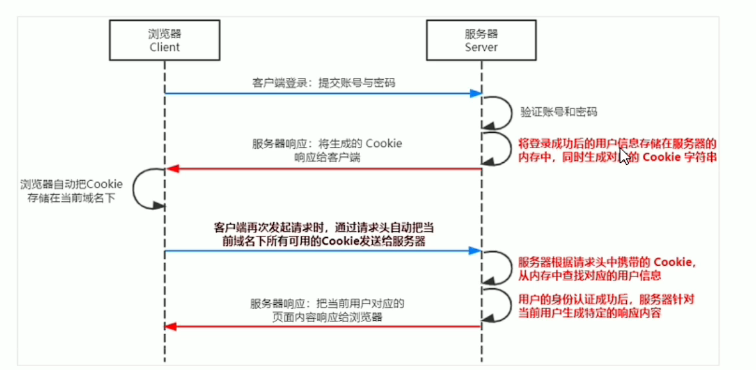 浏览器
Client
服务器
Server
客户端登录：提交账号与密码
验证账号和密码
服务器响应：将生成的 Cookie
响应给客户端
将登录成功后的用户信息存储在服务器的
内存中，同时生成对应的 Cookie 字符串
浏览器自动把Cookie
存储在当前域名下
客户端再次发起请求时，通过请求头自动把当
前域名下所有可用的Cookie发送给服务器
服务器根据请求头中携带的 Cookie，
从内存中查找对应的用户信息
服务器响应：把当前用户对应的
页面内容响应给浏览器
用户的身份认证成功后，服务器针对
当前用户生成特定的响应内容